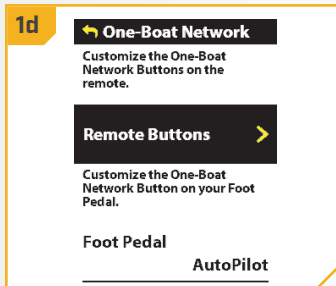 1d
One-Boat Network
Customize the One-Boat
Network Buttons on the
remote.
Remote Buttons
Customize the One-Boat
Network Button on your Foot
Pedal.
Foot Pedal
AutoPilot